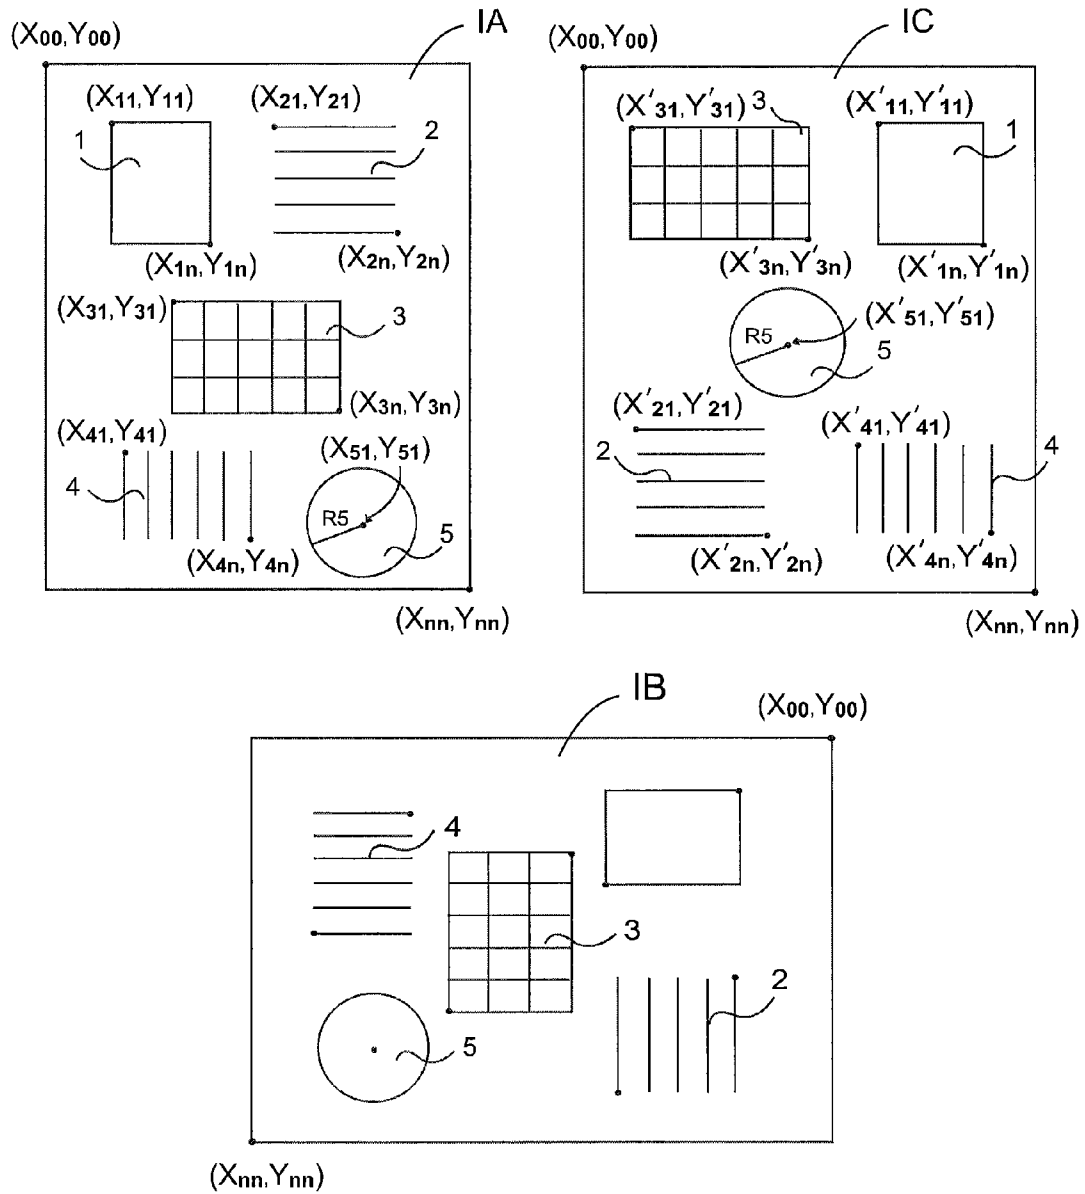 IA
(X00,Y00)
(X11,Y11)
(X21,Y21)
1
2
(X1n,Y1n)
(X2n,Y2n)
(X31,Y31)
3
(X3n,Y3n)
(X41,Y41)
(X51,Y51)
4
R5
5
(X4n,Y4n)
(Xnn,Ynn)
IC
(X00,Y00)
(X'31,Y'31)
3
(X'11,Y'11)
1
(X'3n,Y'3n)
(X'1n,Y'1n)
(X'51,Y'51)
R5
5
(X'21,Y'21)
(X'41,Y'41)
2
4
(X'2n,Y'2n)
(X'4n,Y'4n)
(Xnn,Ynn)
IB
(X00,Y00)
4
3
2
5
(Xnn,Ynn)